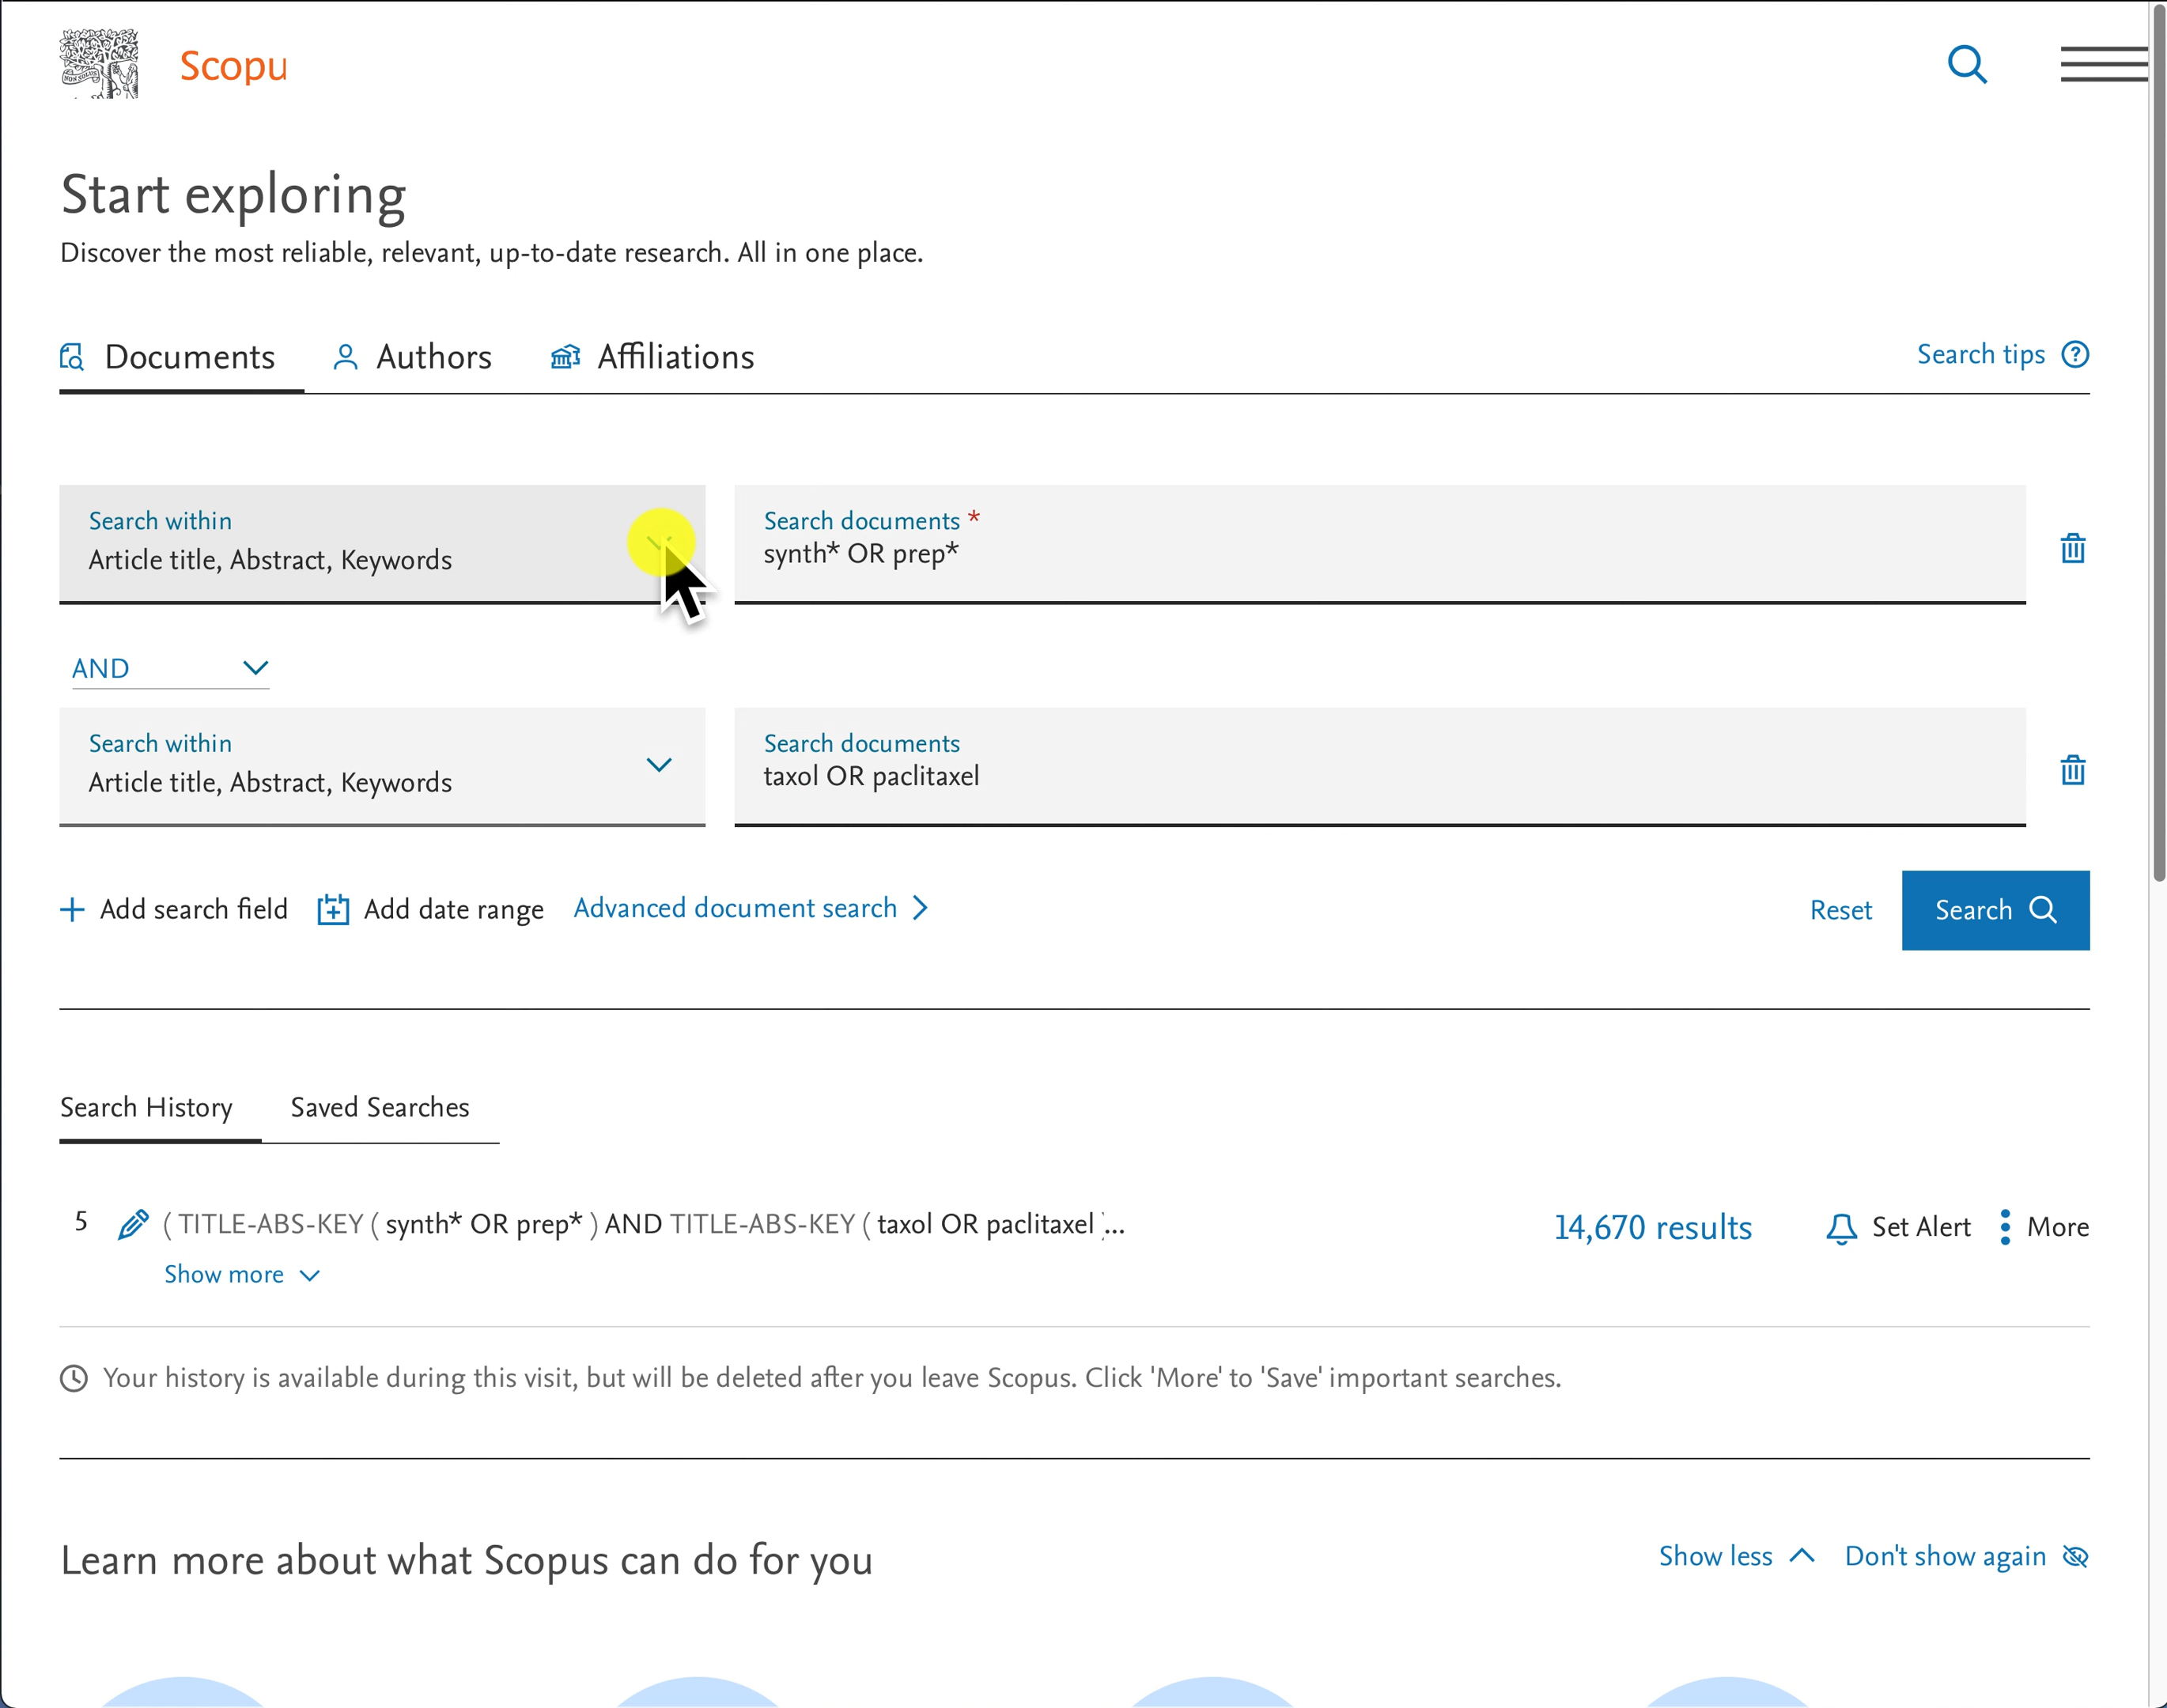 NON SOLUS
Scopu
Start exploring
Discover the most reliable, relevant, up-to-date research. All in one place.
Documents Authors Affiliations Search tips ?
Search within Search documents *
Article title, Abstract, Keywords synth* OR prep*
AND
Search within Search documents
Article title, Abstract, Keywords taxol OR paclitaxel
Add search field Add date range Advanced document search Reset Search
Search History Saved Searches
5 ( TITLE-ABS-KEY ( synth* OR prep* ) AND TITLE-ABS-KEY ( taxol OR paclitaxel )... 14,670 results Set Alert More
Show more
Your history is available during this visit, but will be deleted after you leave Scopus. Click 'More' to 'Save' important searches.
Learn more about what Scopus can do for you Show less Don't show again